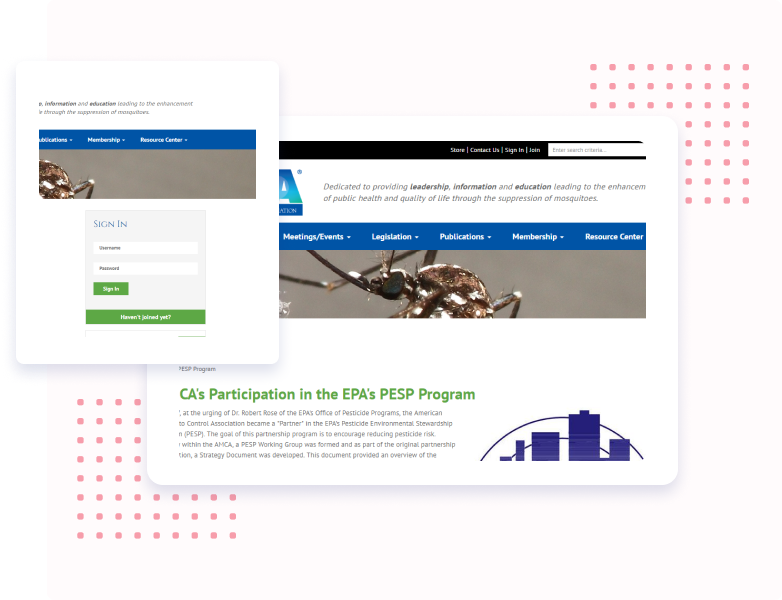 o, information and education leading to the enhancement
through the suppression of mosquitoes.
ublications
Membership
Resource Center
SIGN IN
Username
Password
Sign In
Haven't joined yet?
Store | Contact Us | Sign In | Join
Enter search criteria...
A ®
ATION
Dedicated to providing leadership, information and education leading to the enhancem
of public health and quality of life through the suppression of mosquitoes.
Meetings/Events
Legislation
Publications
Membership
Resource Center
PESP Program
CA's Participation in the EPA's PESP Program
, at the urging of Dr. Robert Rose of the EPA's Office of Pesticide Programs, the American
to Control Association became a "Partner" in the EPA's Pesticide Environmental Stewardship
n (PESP). The goal of this partnership program is to encourage reducing pesticide risk.
within the AMCA, a PESP Working Group was formed and as part of the original partnership
tion, a Strategy Document was developed. This document provided an overview of the